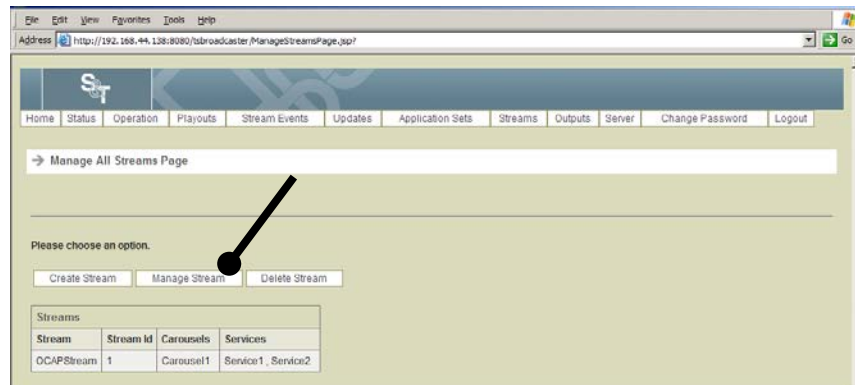 File Edit View Favorites Tools Help
Address http://192.168.44.138:8080/tsbroadcaster/ManageStreamsPage.jsp? Go
S&T
Home Status Operation Playouts Stream Events Updates Application Sets Streams Outputs Server Change Password Logout
Manage All Streams Page
Please choose an option.
Create Stream Manage Stream Delete Stream
Streams
Stream Stream Id Carousels Services
OCAPStream 1 Carousel1 Service1 , Service2